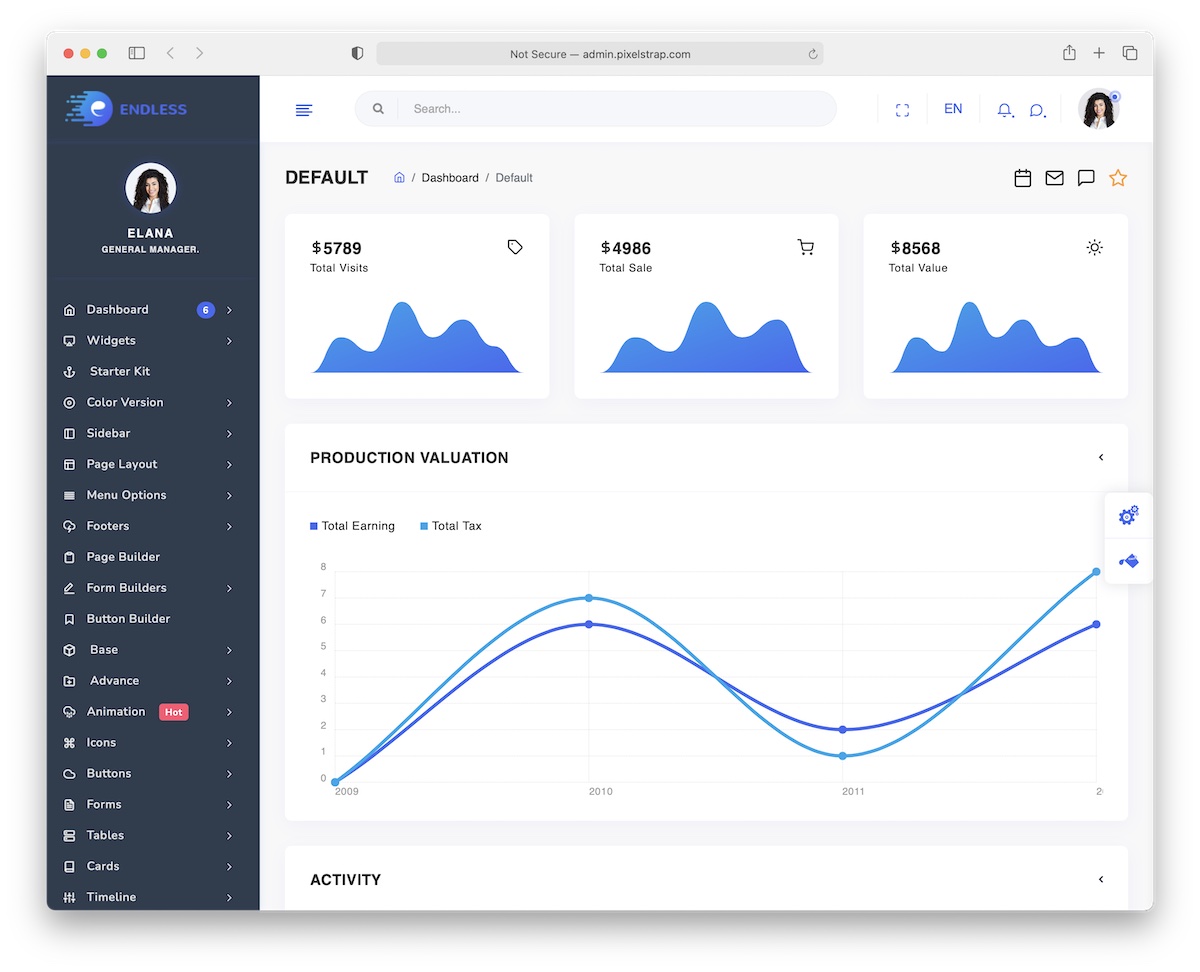 Not Secure — admin.pixelstrap.com
ENDLESS
Search...
EN
ELANA
GENERAL MANAGER.
Dashboard 6
Widgets
Starter Kit
Color Version
Sidebar
Page Layout
Menu Options
Footers
Page Builder
Form Builders
Button Builder
Base
Advance
Animation Hot
Icons
Buttons
Forms
Tables
Cards
Timeline
DEFAULT / Dashboard / Default
$5789
Total Visits
$4986
Total Sale
$8568
Total Value
PRODUCTION VALUATION
Total Earning Total Tax
8
7
6
5
4
3
2
1
0
2009 2010 2011
ACTIVITY